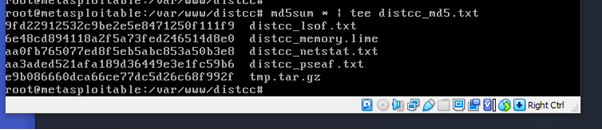 root@metasploitable:/var/www/distcc# md5sum * | tee distcc_md5.txt
9fd22912532c9be2e5e8471250f111f9  distcc_lsof.txt
6e48cd894118a2f5a73fed246514d8e0  distcc_memory.lime
aa0fb765077ed8f5eb5abc853a50b3e8  distcc_netstat.txt
aa3aded521afa189d36449e3e1fc59b6  distcc_pseaf.txt
e9b086660dca66ce77dc5d26c68f992f  tmp.tar.gz
root@metasploitable:/var/www/distcc#
Right Ctrl